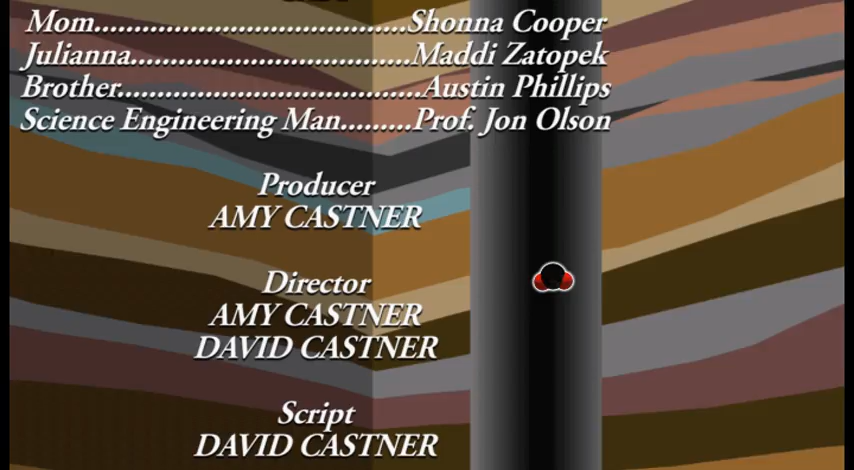 Mom......................................Shonna Cooper
Julianna..................................Maddi Zatopek
Brother.....................................Austin Phillips
Science Engineering Man.........Prof. Jon Olson
Producer
AMY CASTNER
Director
AMY CASTNER
DAVID CASTNER
Script
DAVID CASTNER